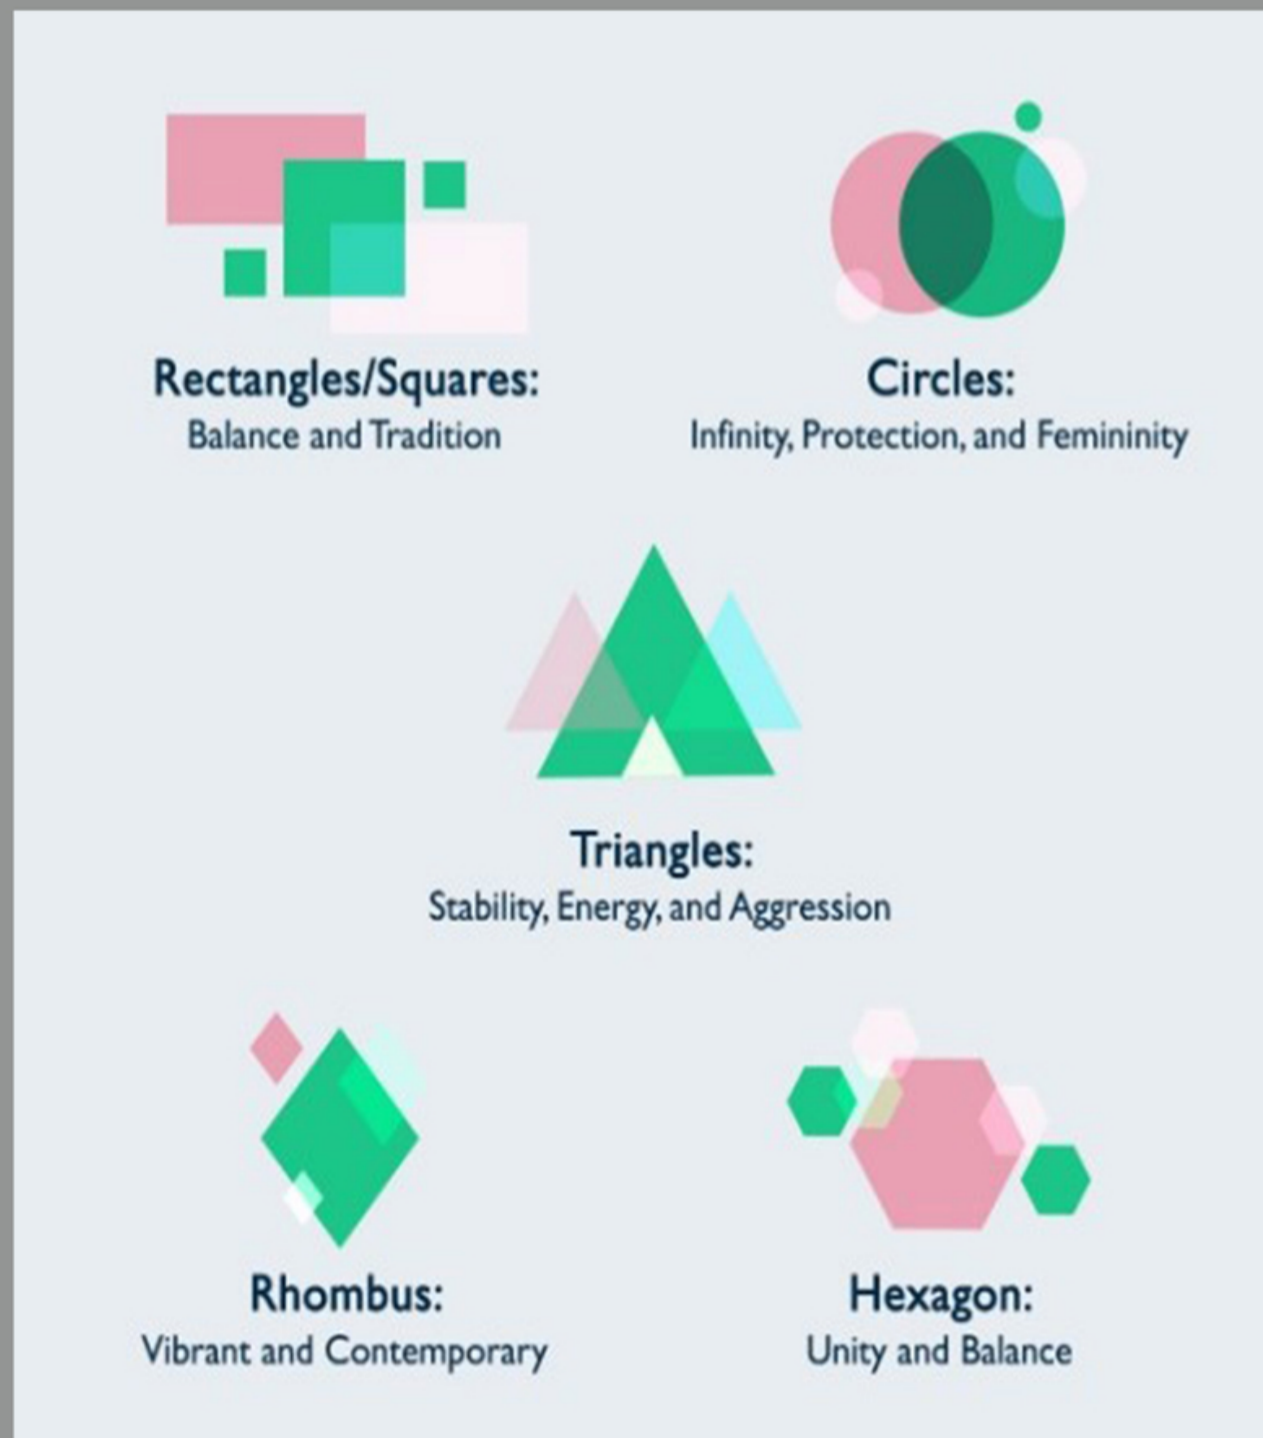 Rectangles/Squares:
Balance and Tradition
Circles:
Infinity, Protection, and Femininity
Triangles:
Stability, Energy, and Aggression
Rhombus:
Vibrant and Contemporary
Hexagon:
Unity and Balance